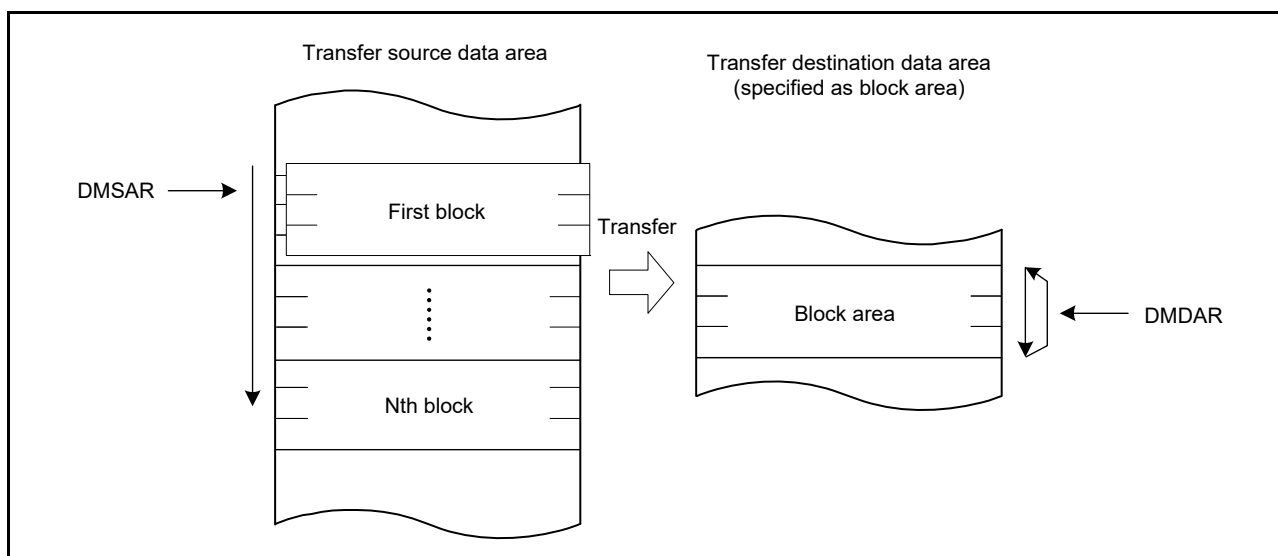 Transfer source data area
Transfer destination data area
(specified as block area)
DMSAR
First block
Transfer
Block area
DMDAR
Nth block